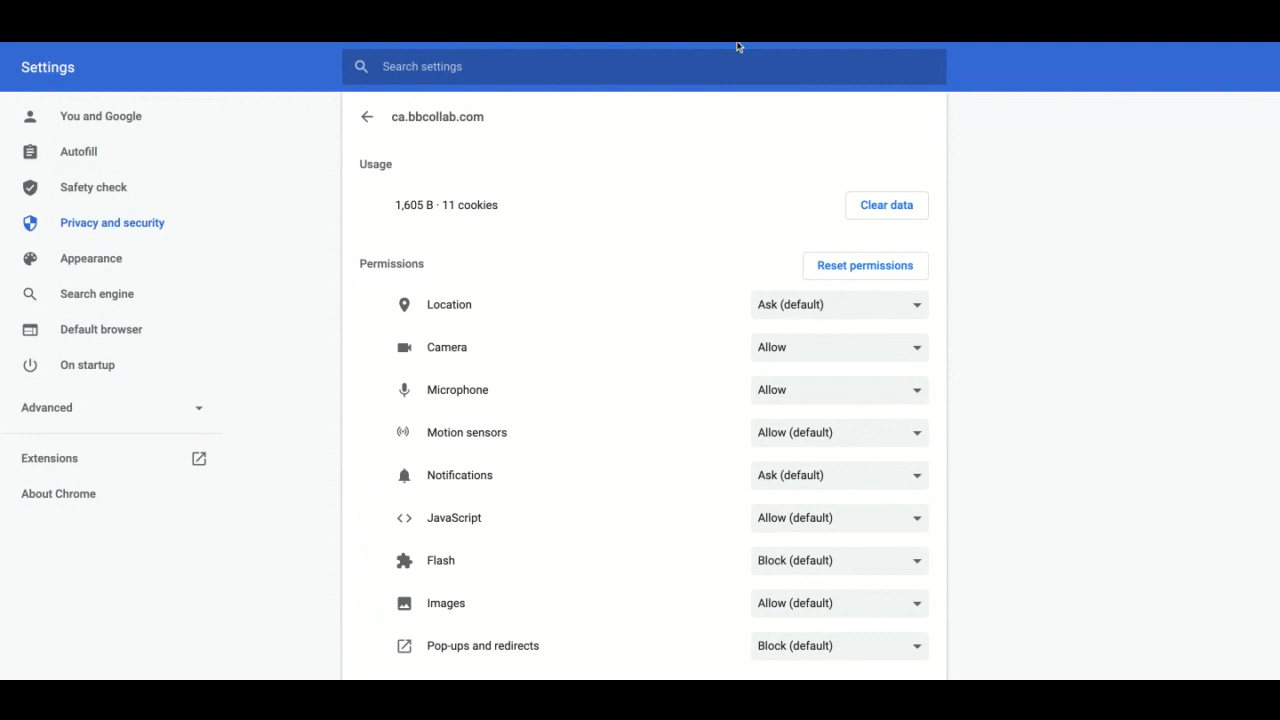 Settings
Search settings
You and Google
Autofill
Safety check
Privacy and security
Appearance
Search engine
Default browser
On startup
Advanced
Extensions
About Chrome
ca.bbcollab.com
Usage
1,605 B · 11 cookies
Clear data
Permissions
Reset permissions
Location
Ask (default)
Camera
Allow
Microphone
Allow
Motion sensors
Allow (default)
Notifications
Ask (default)
JavaScript
Allow (default)
Flash
Block (default)
Images
Allow (default)
Pop-ups and redirects
Block (default)